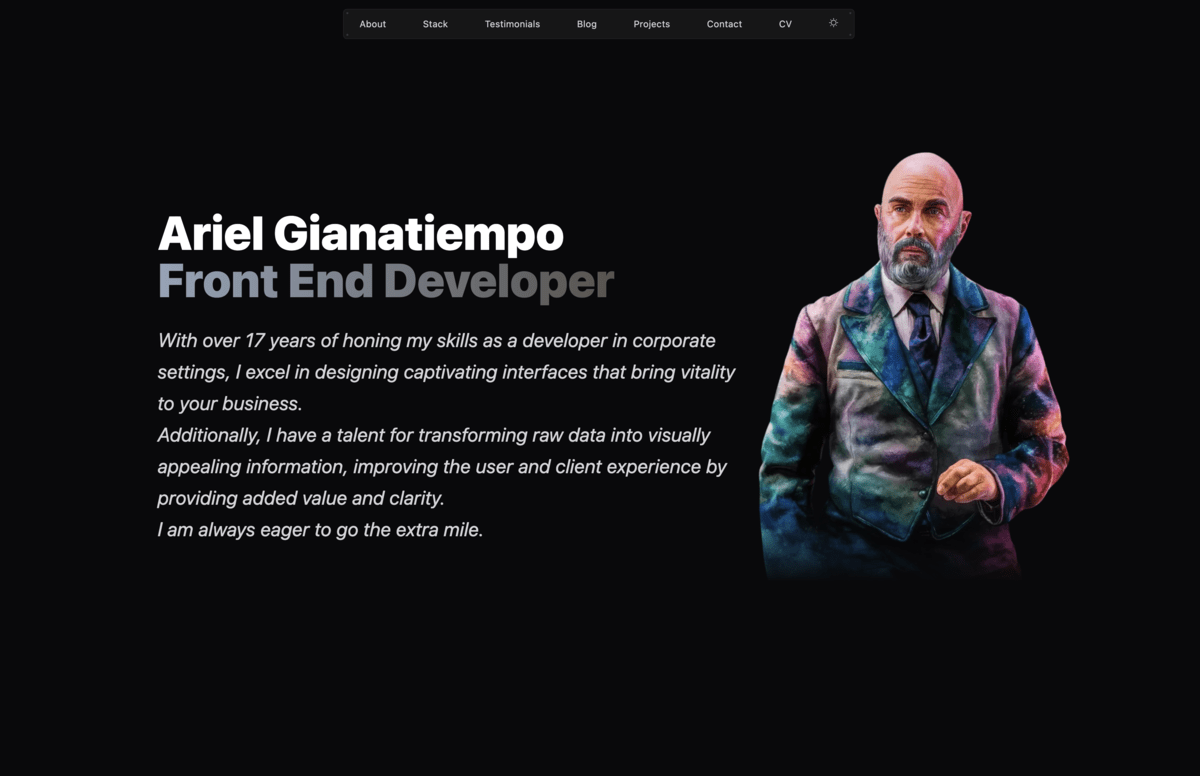 About Stack Testimonials Blog Projects Contact CV
Ariel Gianatiempo
Front End Developer
With over 17 years of honing my skills as a developer in corporate
settings, I excel in designing captivating interfaces that bring vitality
to your business.
Additionally, I have a talent for transforming raw data into visually
appealing information, improving the user and client experience by
providing added value and clarity.
I am always eager to go the extra mile.